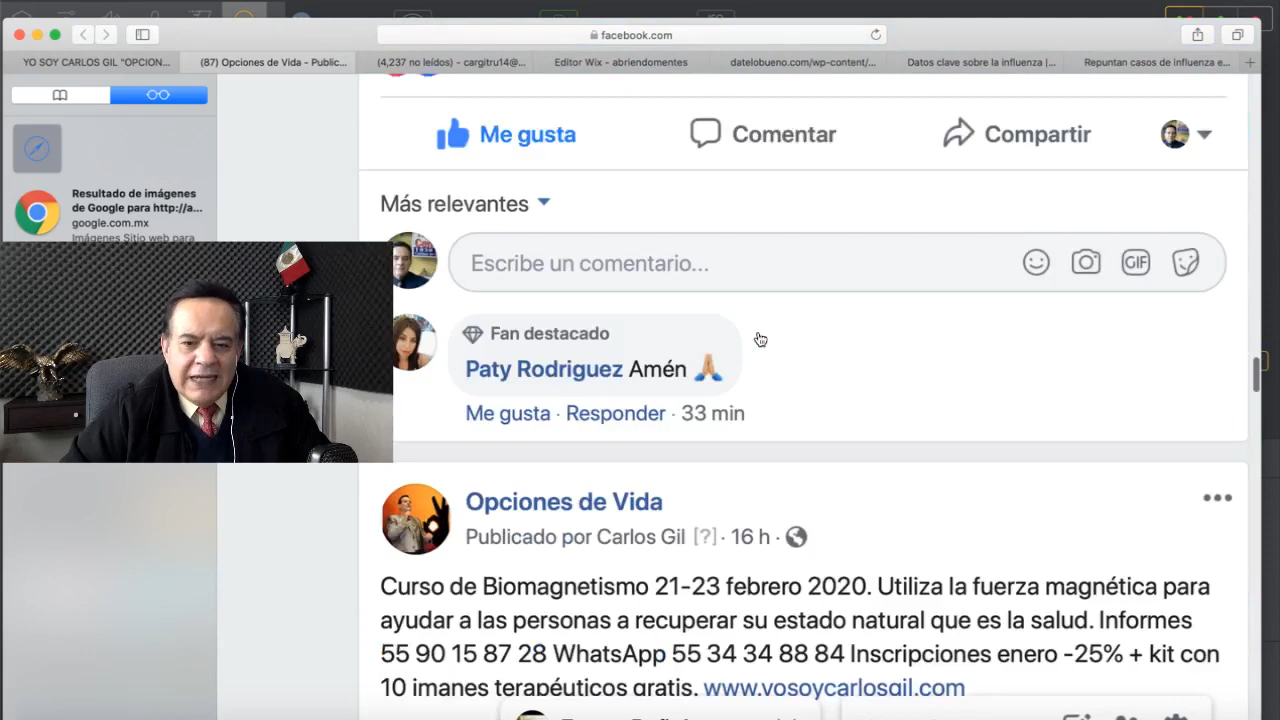 facebook.com
YO SOY CARLOS GIL "OPCION...
(87) Opciones de Vida - Public...
(4,237 no leídos) - cargitru14@...
Editor Wix - abriendomentes
datelobueno.com/wp-content/...
Datos clave sobre la influenza |...
Repuntan casos de influenza e...
Resultado de imágenes
de Google para http://a...
google.com.mx
Imágenes Sitio web para
Me gusta
Comentar
Compartir
Más relevantes
Escribe un comentario...
GIF
Fan destacado
Paty Rodriguez Amén
Me gusta · Responder · 33 min
Opciones de Vida
Publicado por Carlos Gil [?] · 16 h ·
Curso de Biomagnetismo 21-23 febrero 2020. Utiliza la fuerza magnética para
ayudar a las personas a recuperar su estado natural que es la salud. Informes
55 90 15 87 28 WhatsApp 55 34 34 88 84 Inscripciones enero -25% + kit con
10 imanes terapéuticos gratis. www.yosoycarlosgil.com